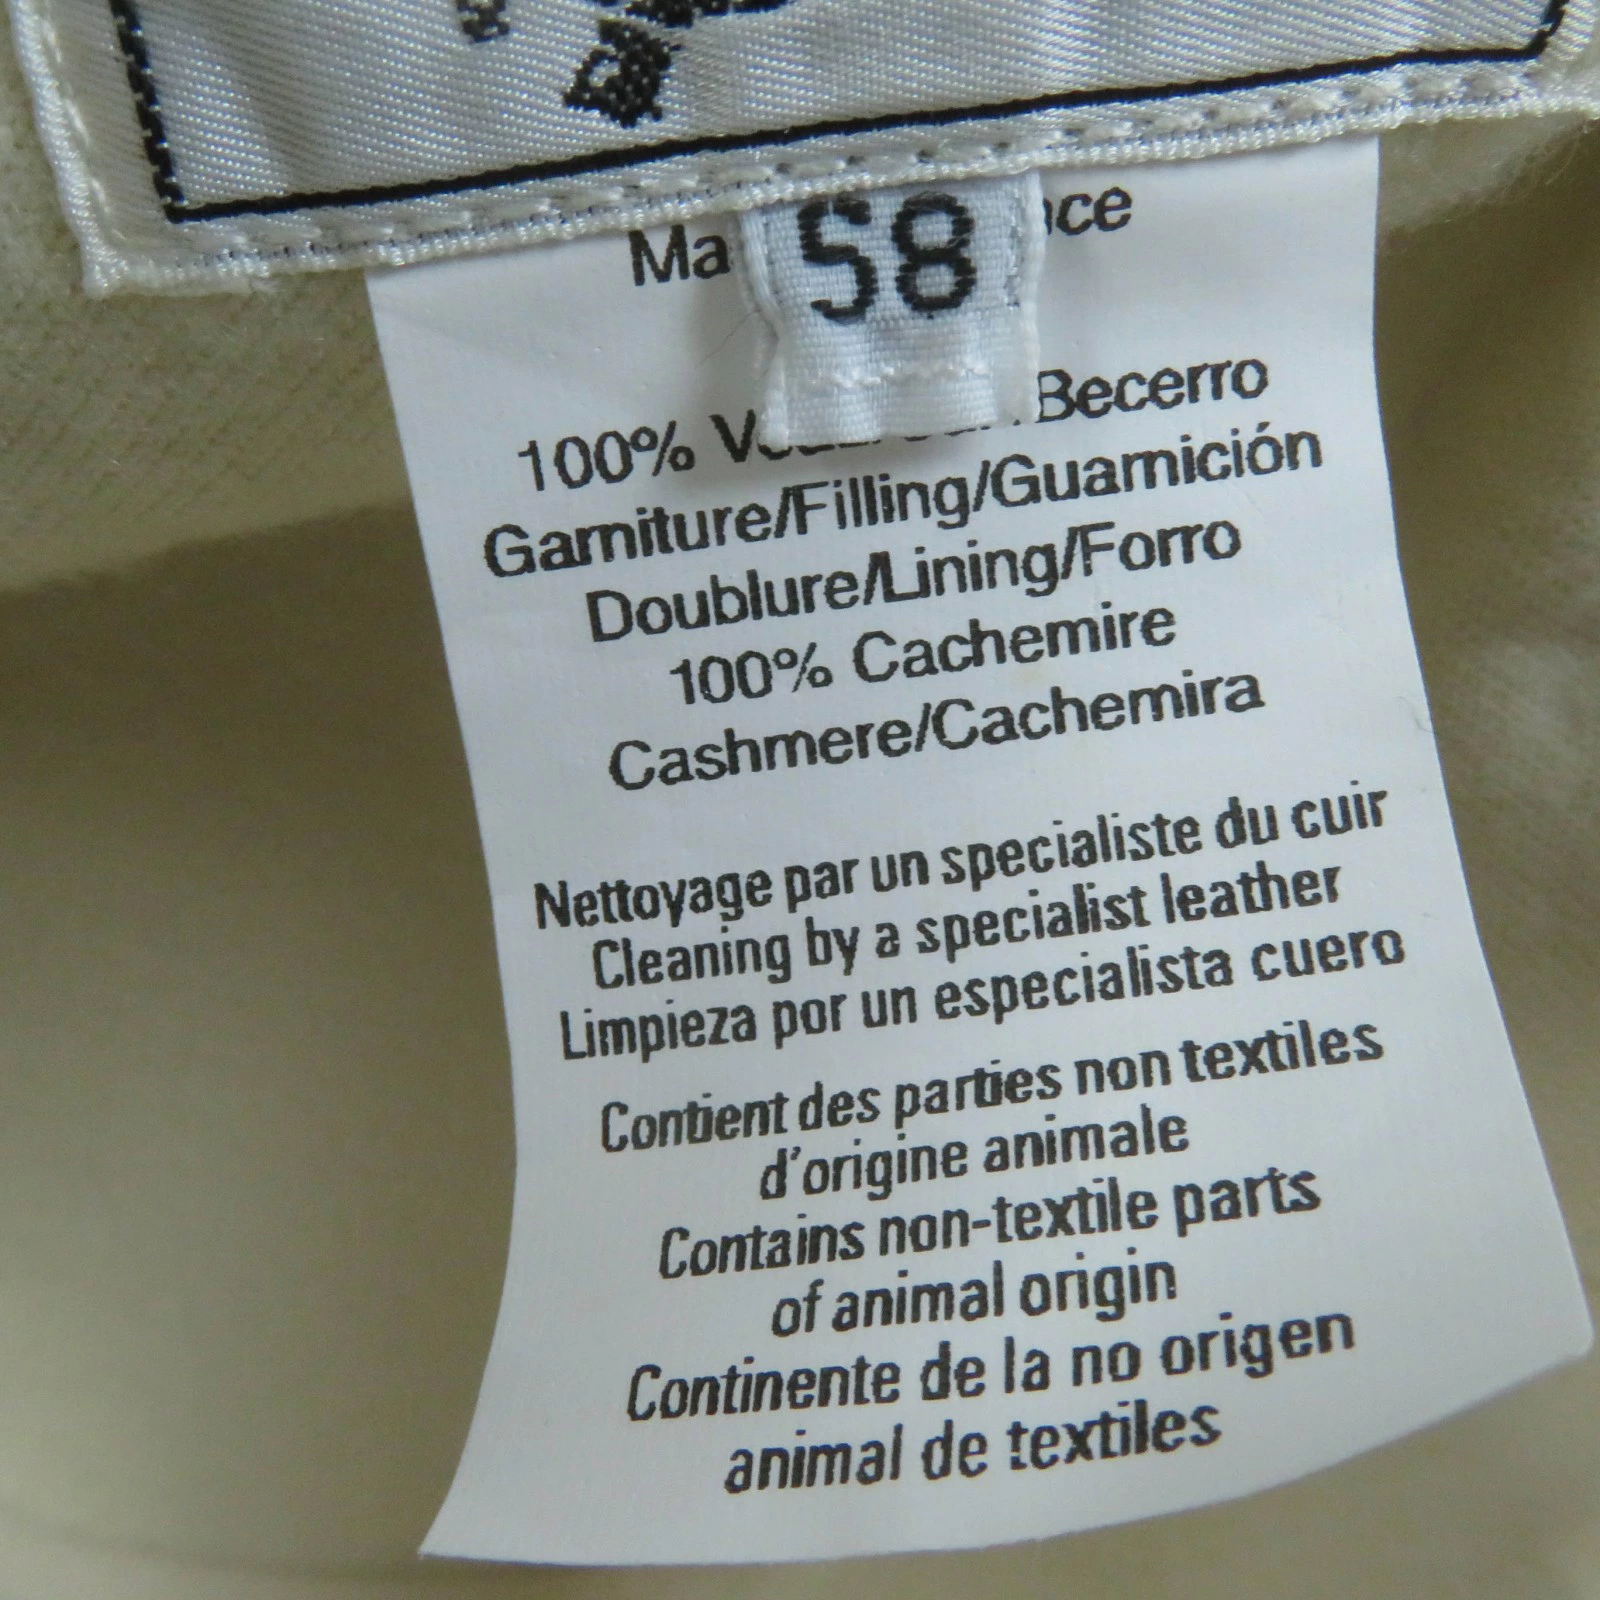 58
100% Becerro
Garniture/Filling/Guarnición
Doublure/Lining/Forro
100% Cachemire
Cashmere/Cachemira
Nettoyage par un specialiste du cuir
Cleaning by a specialist leather
Limpieza por un especialista cuero
Contient des parties non textiles
d'origine animale
Contains non-textile parts
of animal origin
Continente de la no origen
animal de textiles